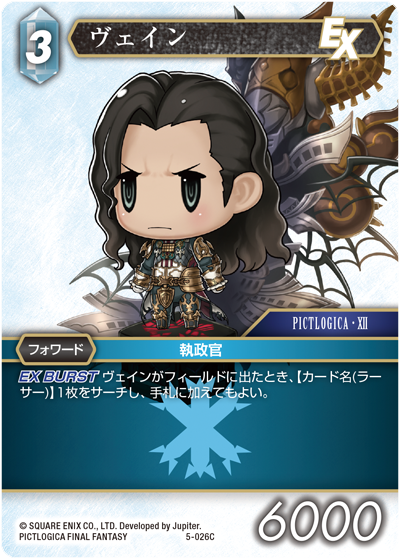 3
ヴェイン
EX
PICTLOGICA・XII
フォワード
執政官
EX BURST ヴェインがフィールドに出たとき、【カード名(ラー
サー)】1枚をサーチし、手札に加えてもよい。
© SQUARE ENIX CO., LTD. Developed by Jupiter.
PICTLOGICA FINAL FANTASY
5-026C
6000